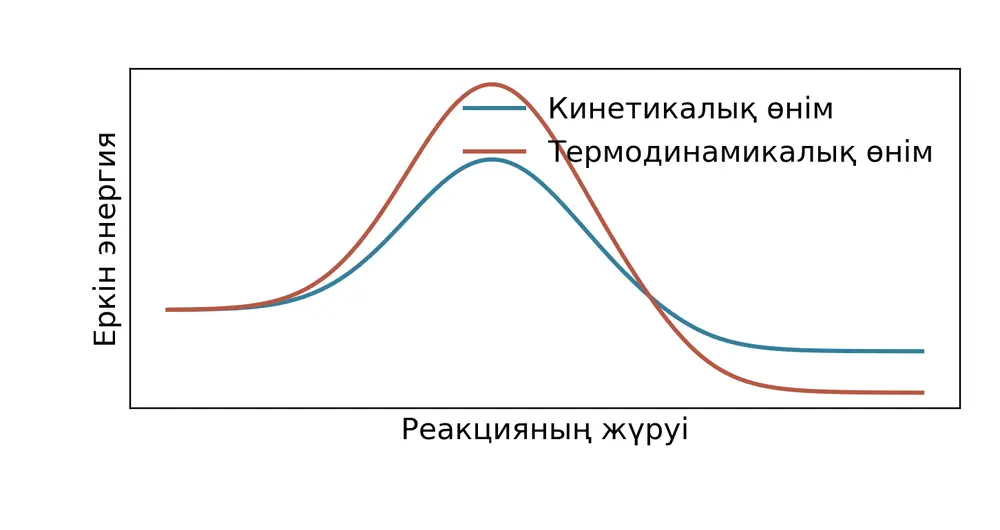 Кинетикалық өнім
Термодинамикалық өнім
Еркін энергия
Реакцияның жүруі